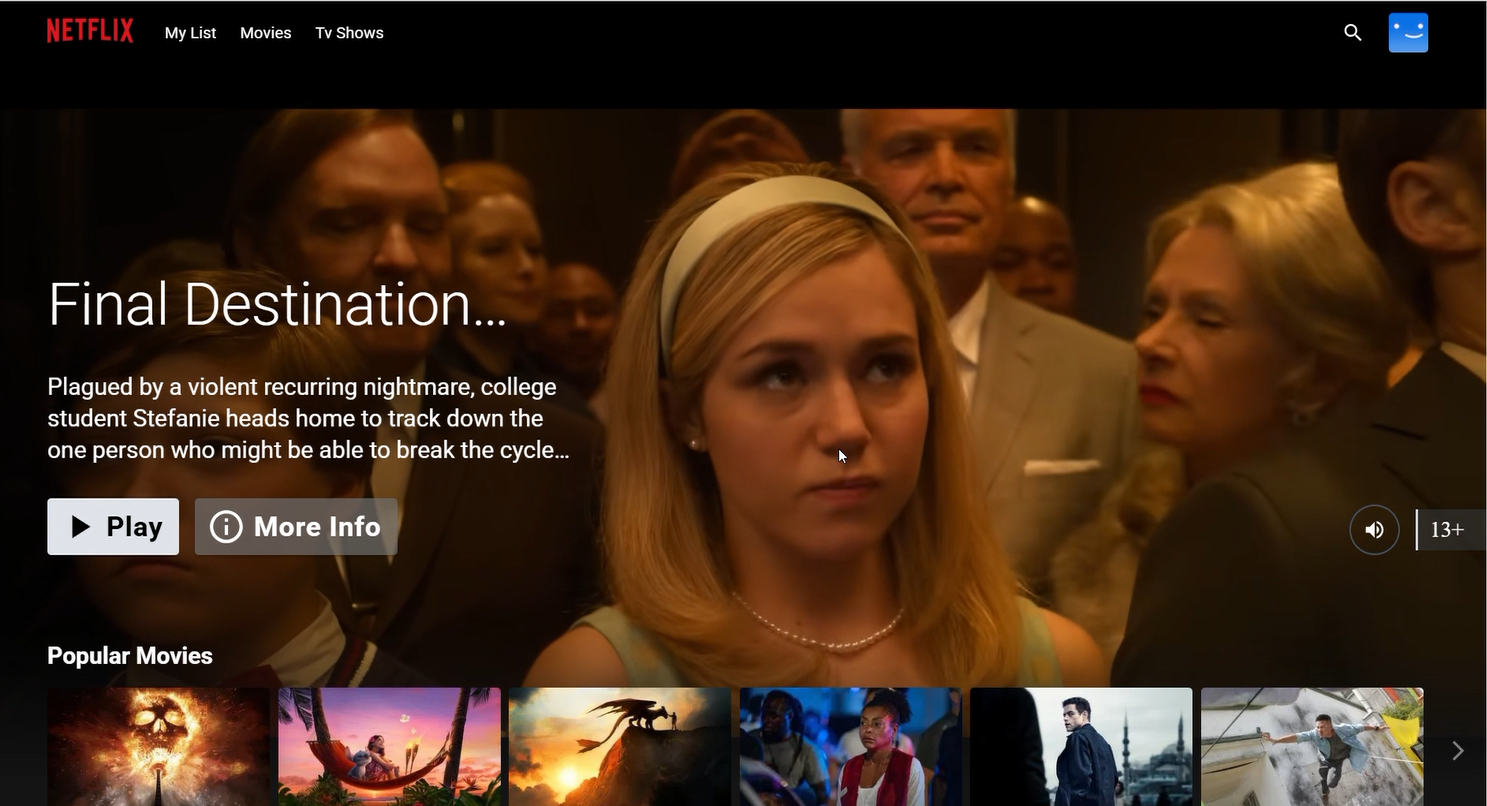 NETFLIX My List Movies Tv Shows
Final Destination...
Plagued by a violent recurring nightmare, college
student Stefanie heads home to track down the
one person who might be able to break the cycle...
Play More Info
13+
Popular Movies